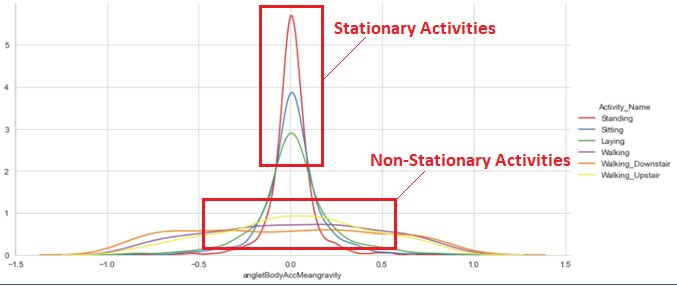 Stationary Activities
Non-Stationary Activities
5
4
3
2
1
0
−1.5 −1.0 −0.5 0.0 0.5 1.0 1.5
angletBodyAccMeangravity
Activity_Name
Standing
Sitting
Laying
Walking
Walking_Downstair
Walking_Upstair